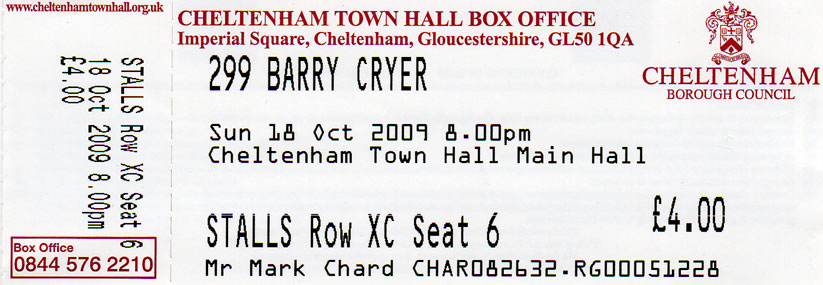 www.cheltenhamtownhall.org.uk
STALLS Row XC Seat 6
18 Oct 2009 8.00pm
£4.00
Box Office
0844 576 2210
CHELTENHAM TOWN HALL BOX OFFICE
Imperial Square, Cheltenham, Gloucestershire, GL50 1QA
299 BARRY CRYER
Sun 18 Oct 2009 8.00pm
Cheltenham Town Hall Main Hall
STALLS Row XC Seat 6
£4.00
Mr Mark Chard CHAR082632.RG00051228
CHELTENHAM
BOROUGH COUNCIL